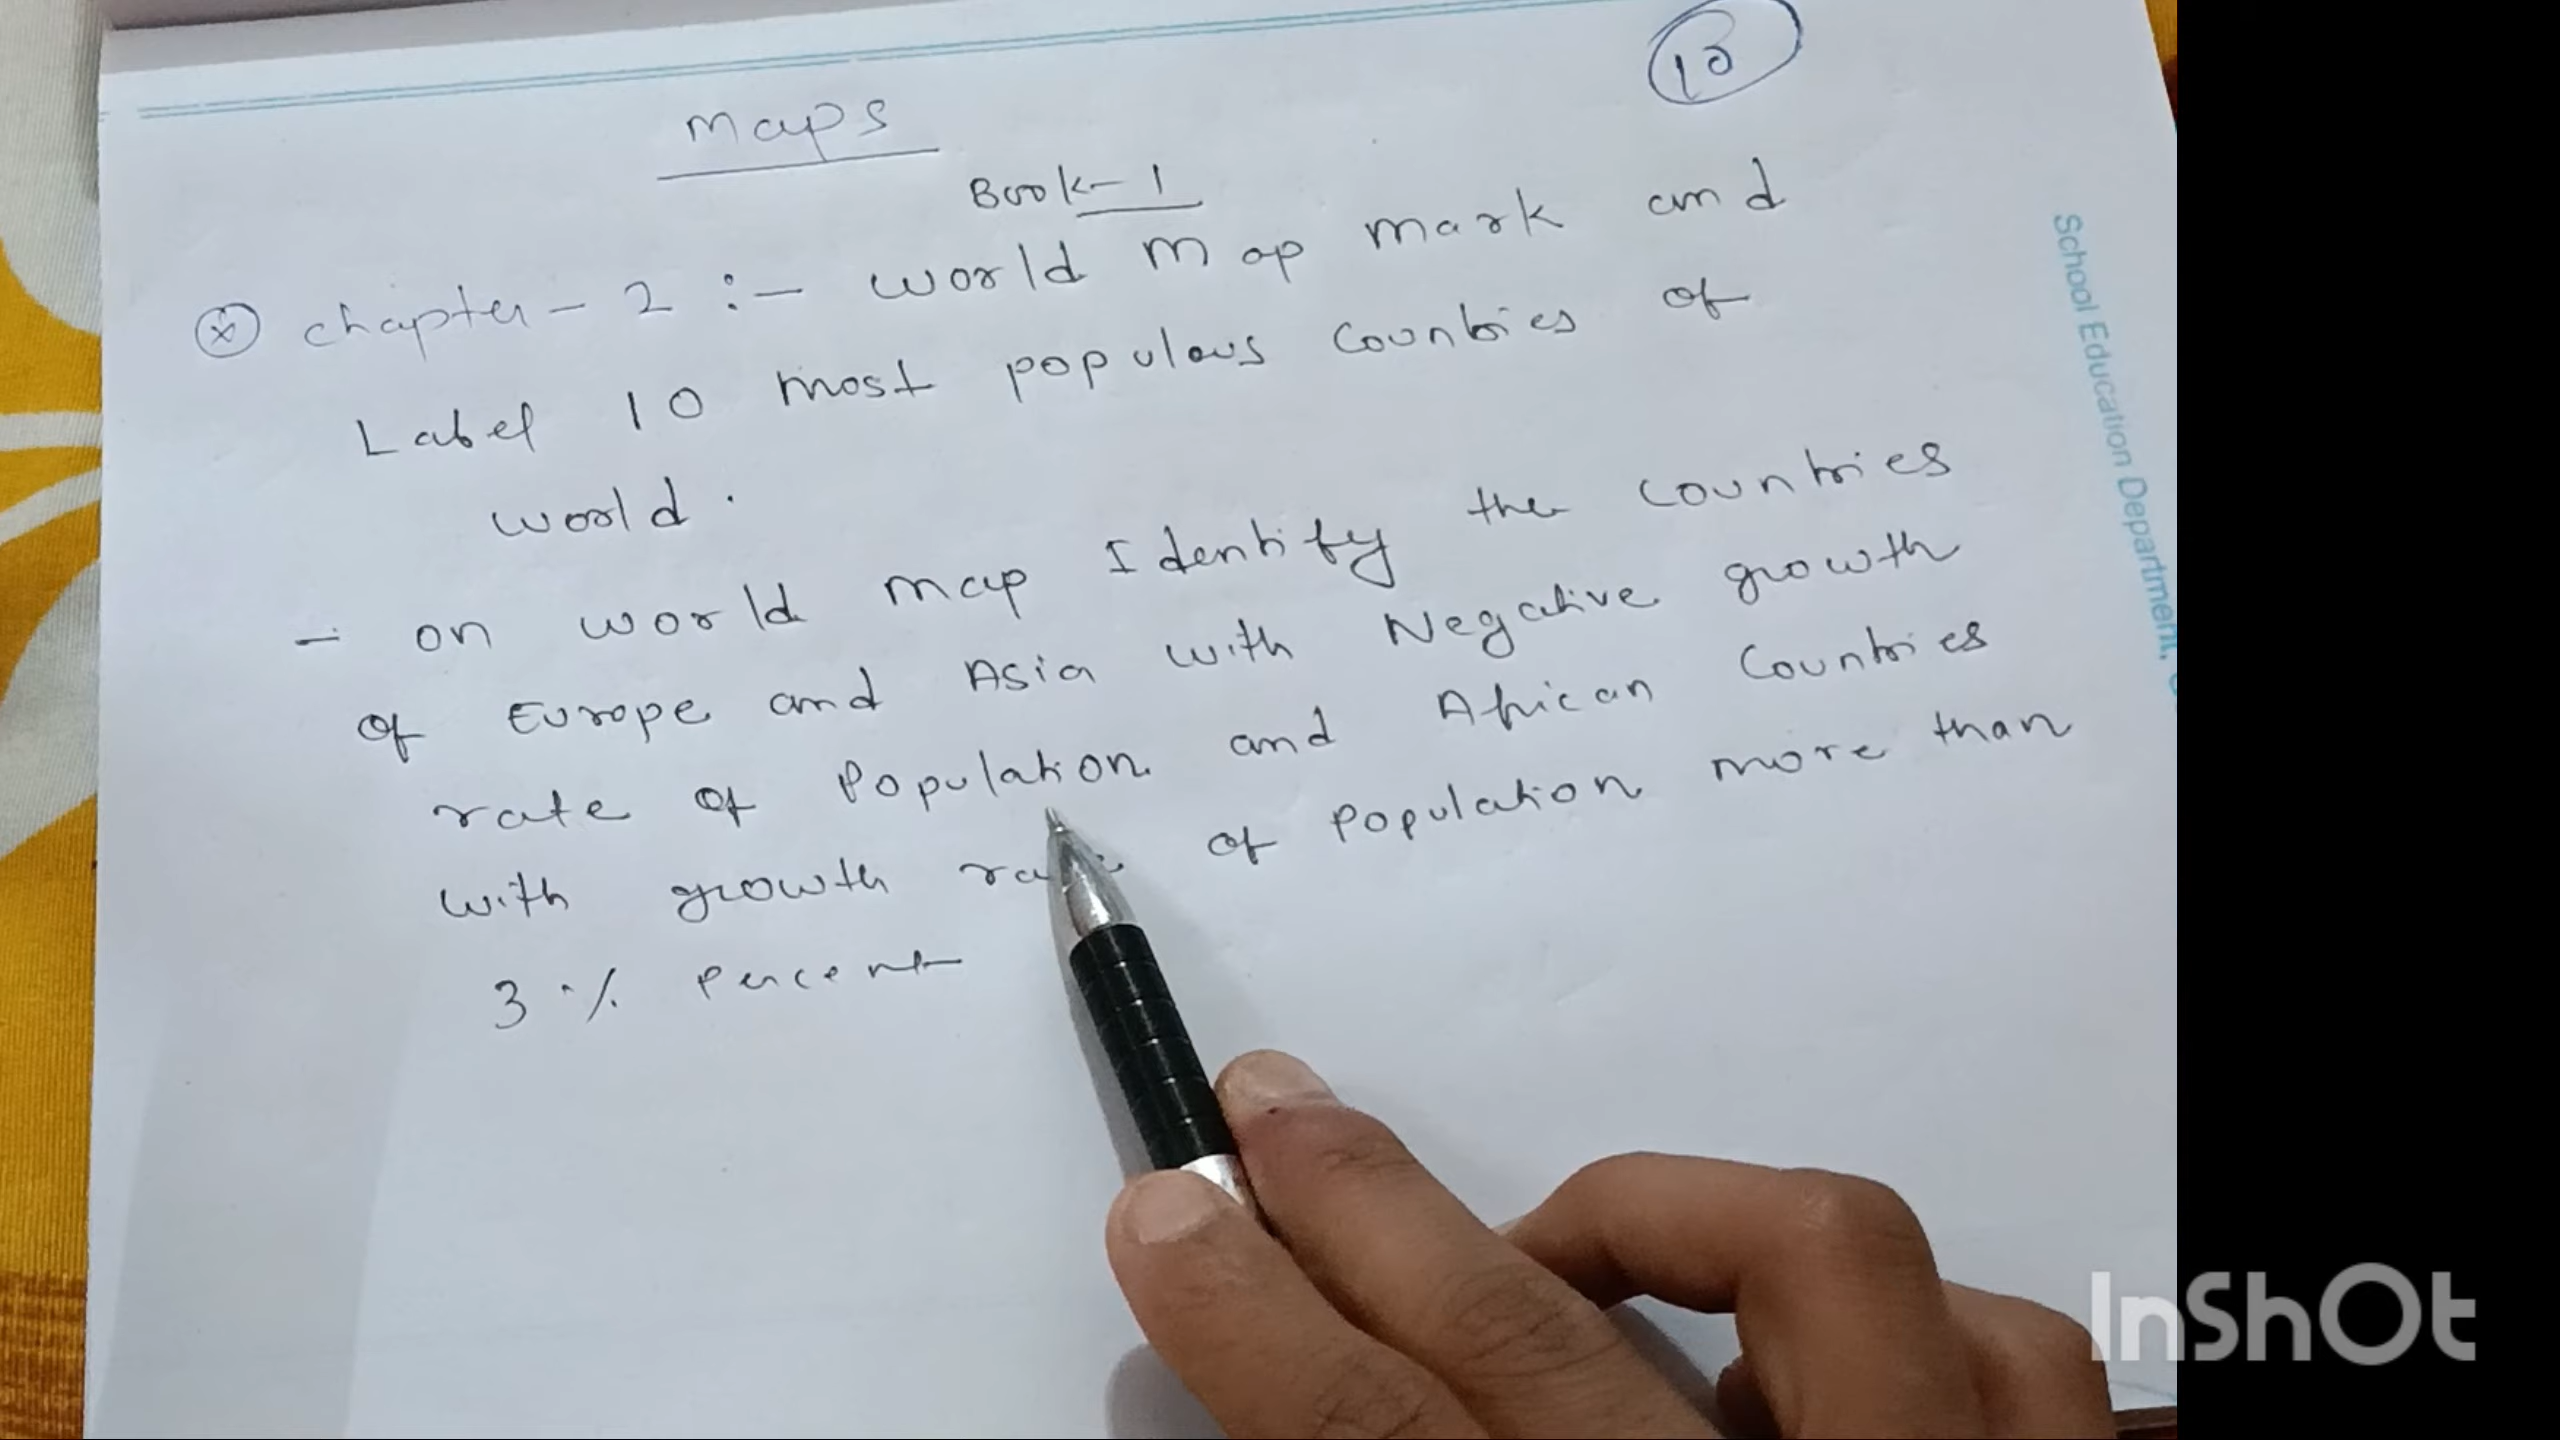 10
Maps
Book-1
Chapter - 2 :- World Map mark and
Label 10 most populous Countries of
world.
- on world map Identify the Countries
of Europe and Asia with Negative growth
rate of Population and African Countries
with growth of Population more than
3 % Percent
School Education Department,
InShOt